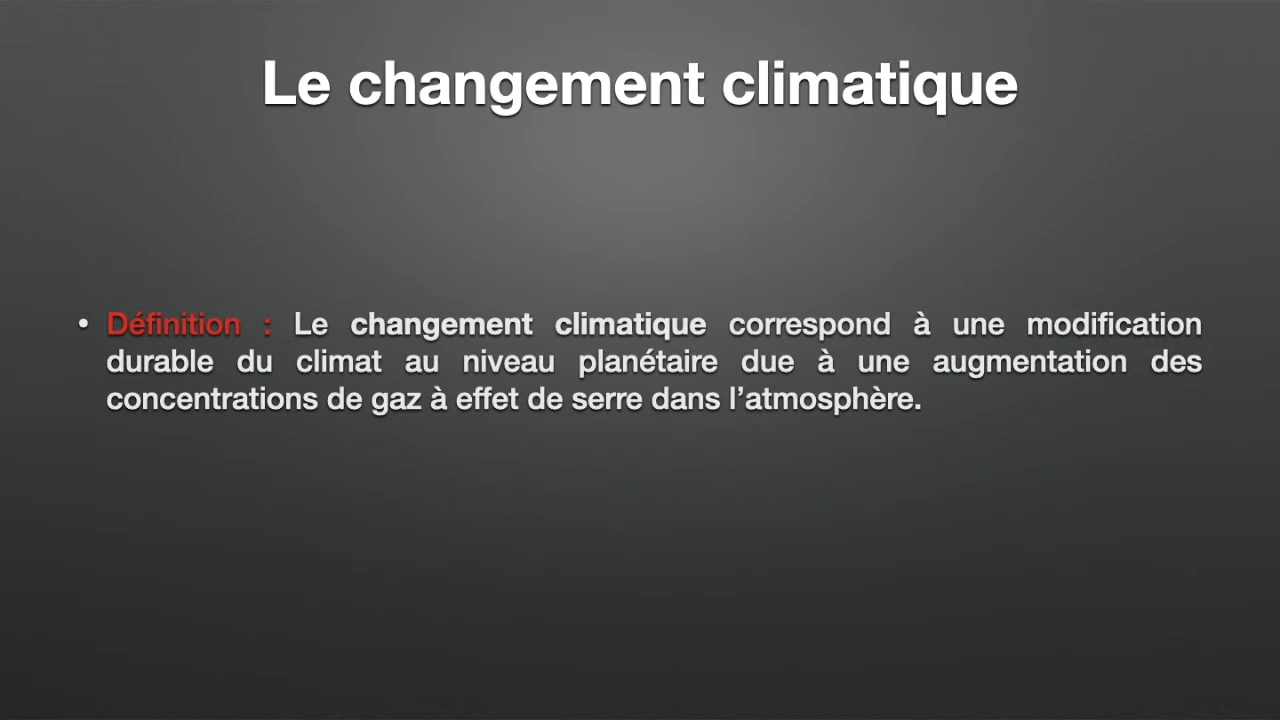 Le changement climatique
• Définition : Le changement climatique correspond à une modification
durable du climat au niveau planétaire due à une augmentation des
concentrations de gaz à effet de serre dans l’atmosphère.